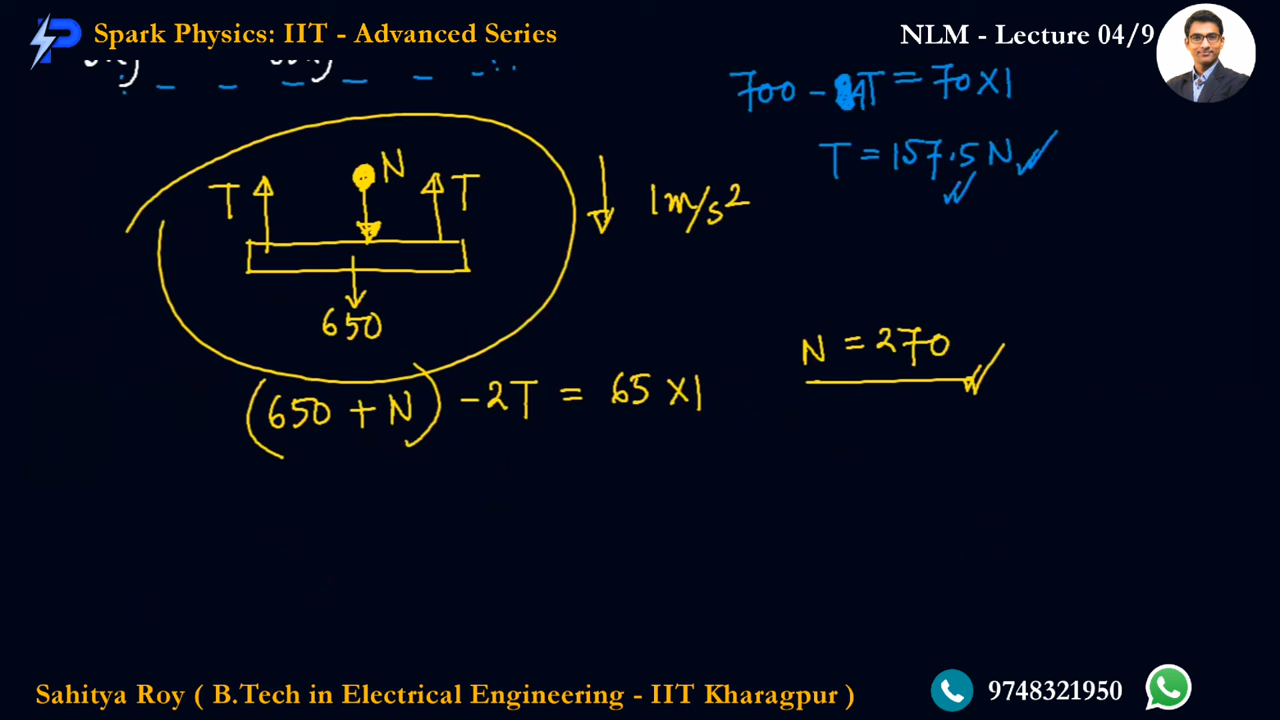 Spark Physics: IIT - Advanced Series
NLM - Lecture 04/9
700 - 4T = 70×1
T = 157.5 N
T N T
1 m/s²
650
N = 270
(650 + N) - 2T = 65 ×1
Sahitya Roy ( B.Tech in Electrical Engineering - IIT Kharagpur )
9748321950